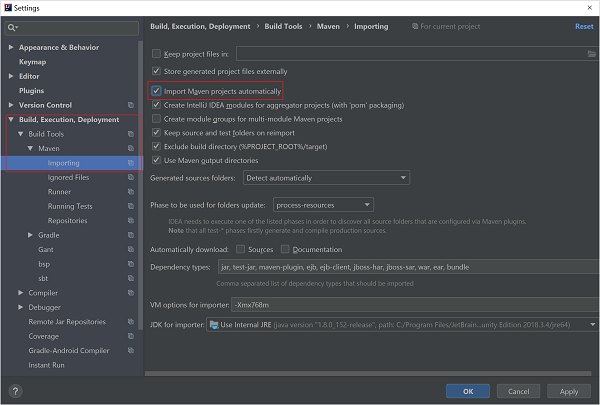 Settings
Build, Execution, Deployment › Build Tools › Maven › Importing For current project Reset
Appearance & Behavior
Keymap
Editor
Plugins
Version Control
Build, Execution, Deployment
Build Tools
Maven
Importing
Ignored Files
Runner
Running Tests
Repositories
Gradle
Gant
bsp
sbt
Compiler
Debugger
Remote Jar Repositories
Coverage
Gradle-Android Compiler
Instant Run
Keep project files in:
Store generated project files externally
Import Maven projects automatically
Create IntelliJ IDEA modules for aggregator projects (with 'pom' packaging)
Create module groups for multi-module Maven projects
Keep source and test folders on reimport
Exclude build directory (%PROJECT_ROOT%/target)
Use Maven output directories
Generated sources folders: Detect automatically
Phase to be used for folders update: process-resources
IDEA needs to execute one of the listed phases in order to discover all source folders that are configured via Maven plugins.
Note that all test-* phases firstly generate and compile production sources.
Automatically download: Sources Documentation
Dependency types: jar, test-jar, maven-plugin, ejb, ejb-client, jboss-har, jboss-sar, war, ear, bundle
Comma separated list of dependency types that should be imported
VM options for importer: -Xmx768m
JDK for importer: Use Internal JRE (java version "1.8.0_152-release", path: C:/Program Files/JetBrain...unity Edition 2018.3.4/jre64)
?
OK Cancel Apply